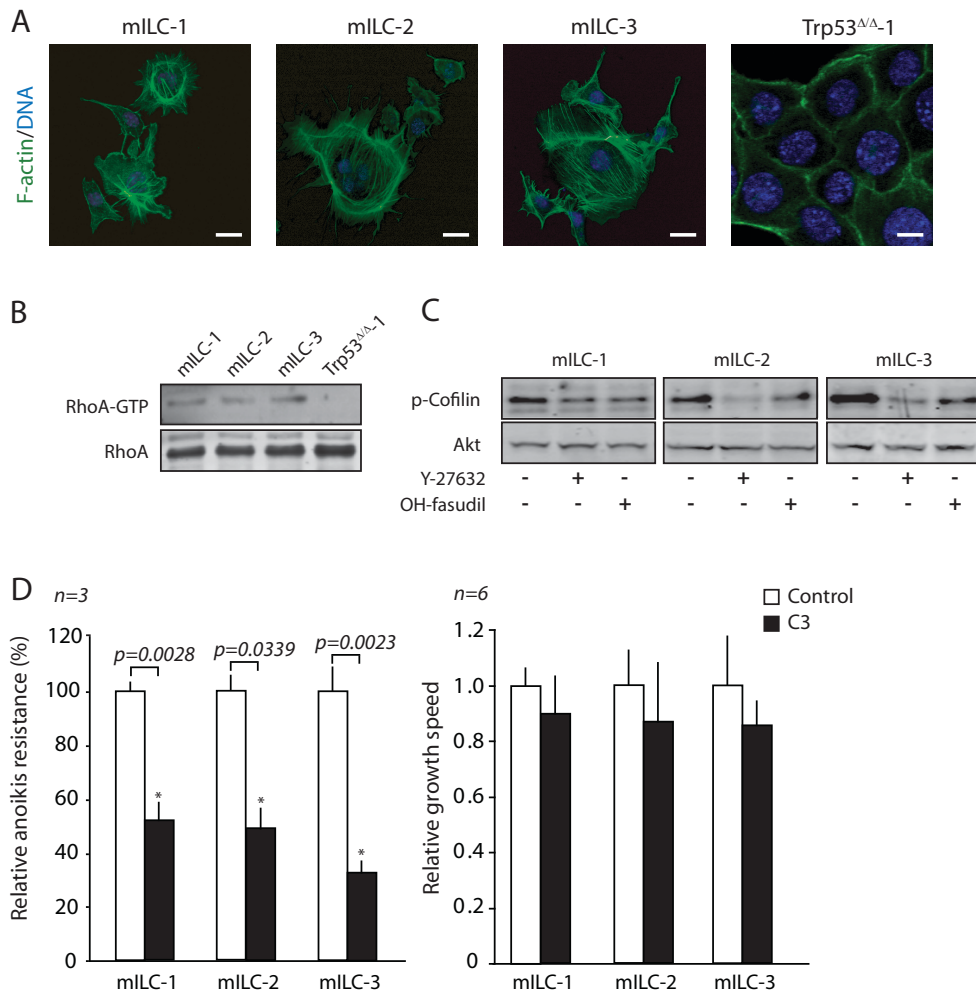 A
mILC-1 mILC-2 mILC-3 Trp53Δ/Δ-1
F-actin/DNA
B
mILC-1 mILC-2 mILC-3 Trp53Δ/Δ-1
RhoA-GTP
RhoA
C
mILC-1 mILC-2 mILC-3
p-Cofilin
Akt
Y-27632 - + - - + - - + -
OH-fasudil - - + - - + - - +
D
n=3
Relative anoikis resistance (%)
120
100
80
60
40
20
0
p=0.0028 p=0.0339 p=0.0023
* * *
mILC-1 mILC-2 mILC-3
n=6
Control
C3
Relative growth speed
1.2
1.0
0.8
0.6
0.4
0.2
0
mILC-1 mILC-2 mILC-3